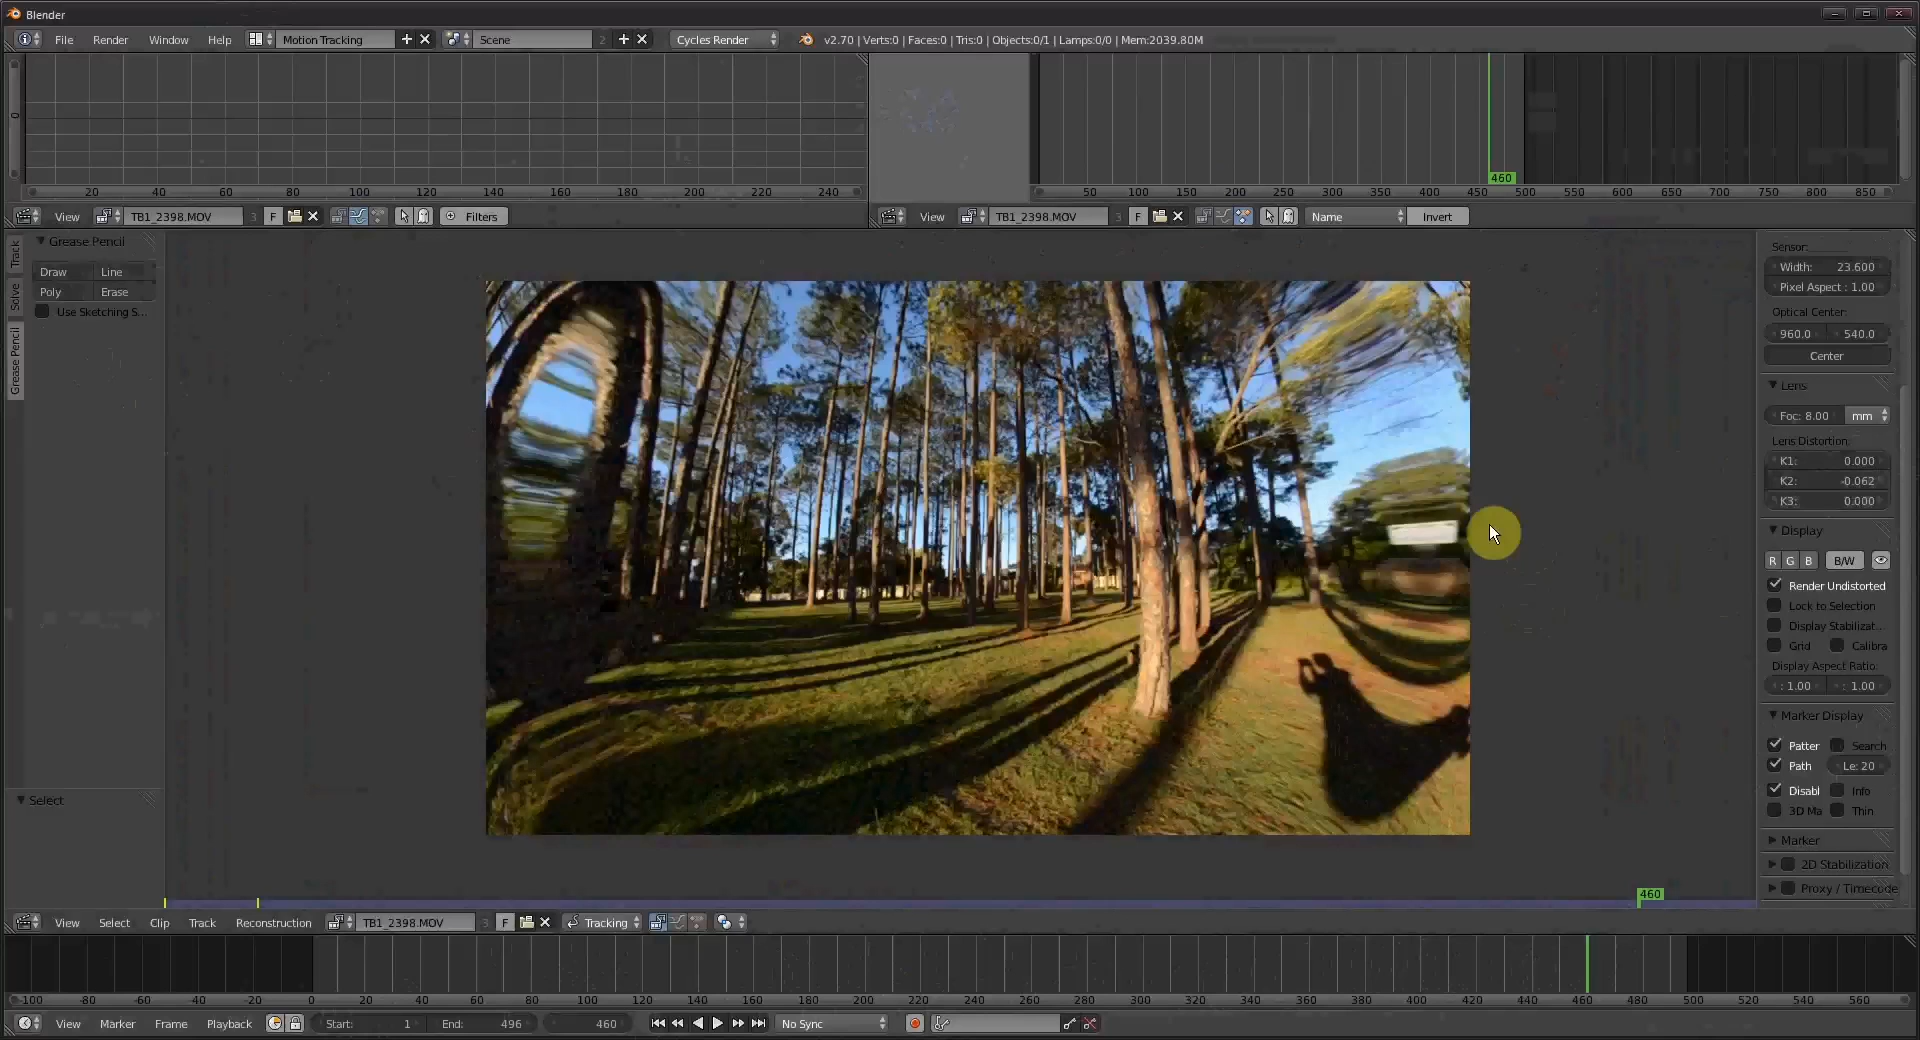 Blender
File Render Window Help Motion Tracking Scene 2 Cycles Render v2.70 | Verts:0 | Faces:0 | Tris:0 | Objects:0/1 | Lamps:0/0 | Mem:2039.80M
0
20 40 60 80 100 120 140 160 180 200 220 240
460
50 100 150 200 250 300 350 400 450 500 550 600 650 700 750 800 850
View TB1_2398.MOV 3 F Filters
View TB1_2398.MOV 3 F Name Invert
Track
Solve
Grease Pencil
Grease Pencil
Draw Line
Poly Erase
Use Sketching S...
Select
Sensor:
Width: 23.600
Pixel Aspect : 1.00
Optical Center:
960.0 540.0
Center
Lens
Foc: 8.00 mm
Lens Distortion:
K1: 0.000
K2: -0.062
K3: 0.000
Display
R G B B/W
Render Undistorted
Lock to Selection
Display Stabilizat..
Grid Calibra
Display Aspect Ratio:
: 1.00 : 1.00
Marker Display
Patter Search
Path Le: 20
Disabl Info
3D Ma Thin
Marker
2D Stabilization
Proxy / Timecode
460
View Select Clip Track Reconstruction TB1_2398.MOV 3 F Tracking
-100 -80 -60 -40 -20 0 20 40 60 80 100 120 140 160 180 200 220 240 260 280 300 320 340 360 380 400 420 440 460 480 500 520 540 560
View Marker Frame Playback Start: 1 End: 496 460 No Sync